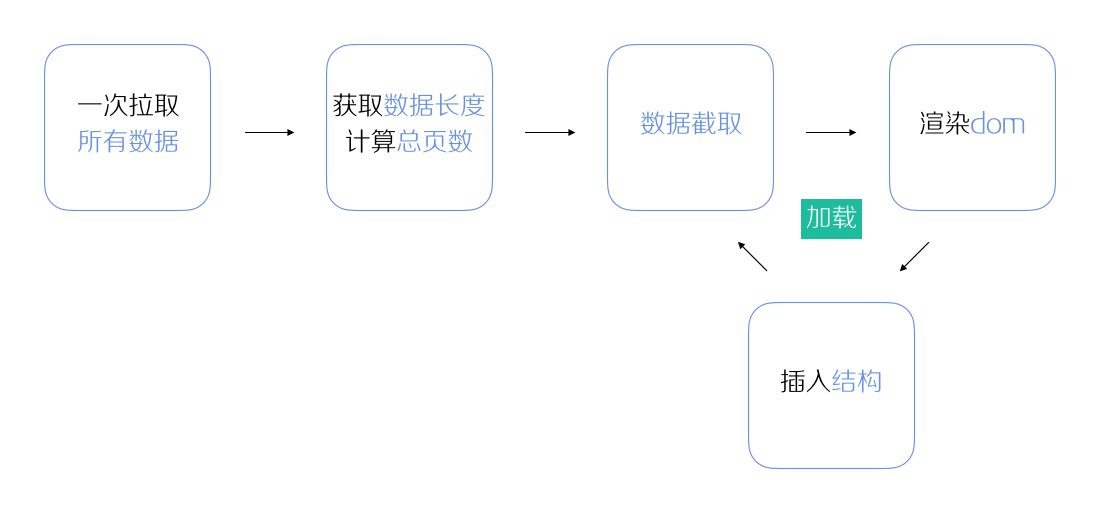 一次拉取
所有数据
获取数据长度
计算总页数
数据截取
渲染dom
加载
插入结构